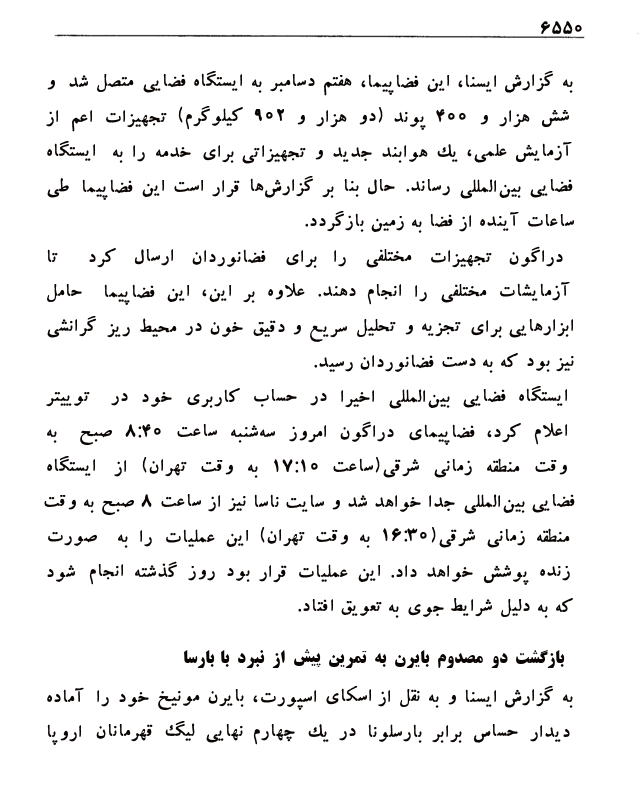 ۶۵۵۰
به گزارش ایسنا، این فضاپیما، هفتم دسامبر به ایستگاه فضایی متصل شد و
شش هزار و ۴۰۰ پوند (دو هزار و ۹۰۲ کیلوگرم) تجهیزات اعم از
آزمایش علمی، یك هوابند جدید و تجهیزاتی برای خدمه را به ایستگاه
فضایی بین‌المللی رساند. حال بنا بر گزارش‌ها قرار است این فضاپیما طی
ساعات آینده از فضا به زمین بازگردد.
دراگون تجهیزات مختلفی را برای فضانوردان ارسال کرد تا
آزمایشات مختلفی را انجام دهند. علاوه بر این، این فضاپیما حامل
ابزارهایی برای تجزیه و تحلیل سریع و دقیق خون در محیط ریز گرانشی
نیز بود که به دست فضانوردان رسید.
ایستگاه فضایی بین‌المللی اخیرا در حساب کاربری خود در توییتر
اعلام کرد، فضاپیمای دراگون امروز سه‌شنبه ساعت ۸:۴۰ صبح به
وقت منطقه زمانی شرقی(ساعت ۱۷:۱۰ به وقت تهران) از ایستگاه
فضایی بین‌المللی جدا خواهد شد و سایت ناسا نیز از ساعت ۸ صبح به وقت
منطقه زمانی شرقی(۱۶:۳۰ به وقت تهران) این عملیات را به صورت
زنده پوشش خواهد داد. این عملیات قرار بود روز گذشته انجام شود
که به دلیل شرایط جوی به تعویق افتاد.
بازگشت دو مصدوم بایرن به تمرین پیش از نبرد با بارسا
به گزارش ایسنا و به نقل از اسکای اسپورت، بایرن مونیخ خود را آماده
دیدار حساس برابر بارسلونا در یك چهارم نهایی لیگ قهرمانان اروپا